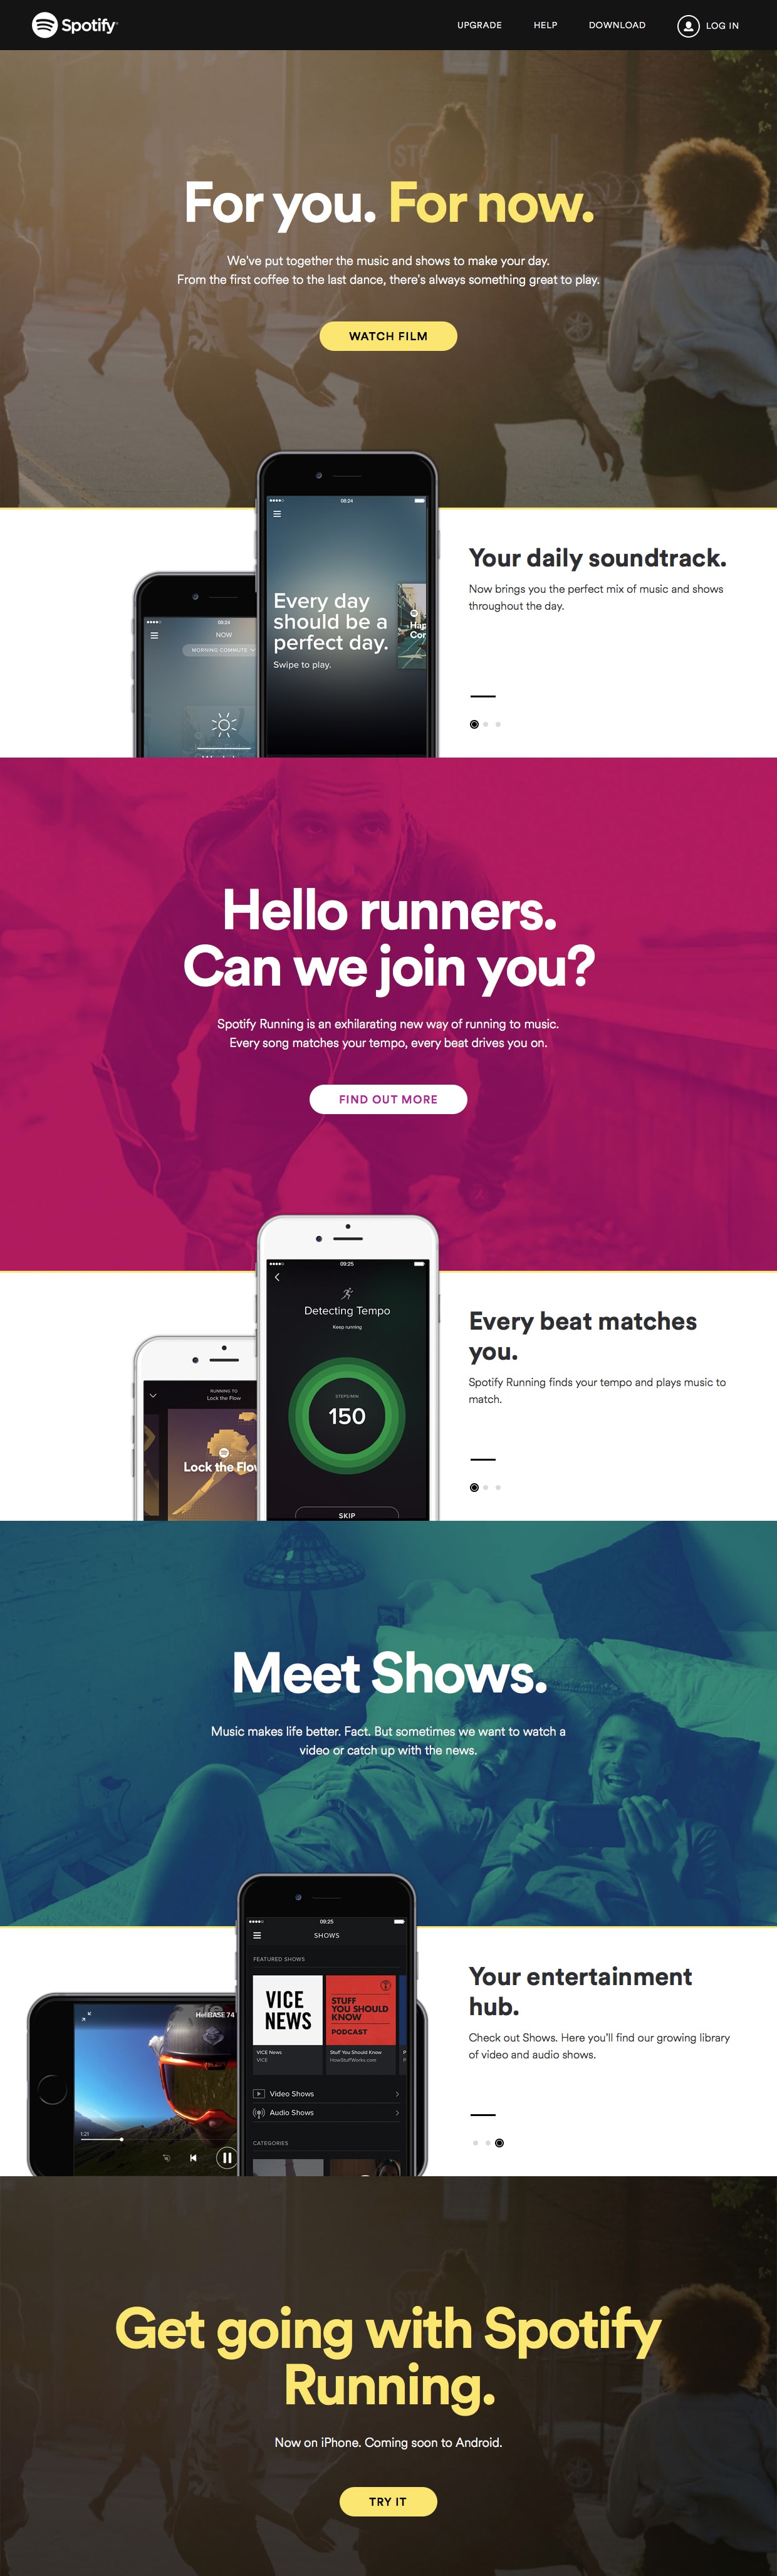 Spotify
UPGRADE
HELP
DOWNLOAD
LOG IN
STOP
For you. For now.
We've put together the music and shows to make your day.
From the first coffee to the last dance, there's always something great to play.
WATCH FILM
08:24
Every day
should be a
perfect day.
Swipe to play.
08:24
NOW
MORNING COMMUTE
Your daily soundtrack.
Now brings you the perfect mix of music and shows
throughout the day.
Hello runners.
Can we join you?
Spotify Running is an exhilarating new way of running to music.
Every song matches your tempo, every beat drives you on.
FIND OUT MORE
09:25
Detecting Tempo
Keep running
STEPS/MIN
150
SKIP
RUNNING TO
Lock the Flow
Lock the Flow
Every beat matches
you.
Spotify Running finds your tempo and plays music to
match.
Meet Shows.
Music makes life better. Fact. But sometimes we want to watch a
video or catch up with the news.
09:25
SHOWS
FEATURED SHOWS
VICE
NEWS
STUFF
YOU SHOULD
KNOW
PODCAST
VICE News
VICE
Stuff You Should Know
HowStuffWorks.com
Video Shows
Audio Shows
CATEGORIES
1:21
Your entertainment
hub.
Check out Shows. Here you'll find our growing library
of video and audio shows.
Get going with Spotify
Running.
Now on iPhone. Coming soon to Android.
TRY IT